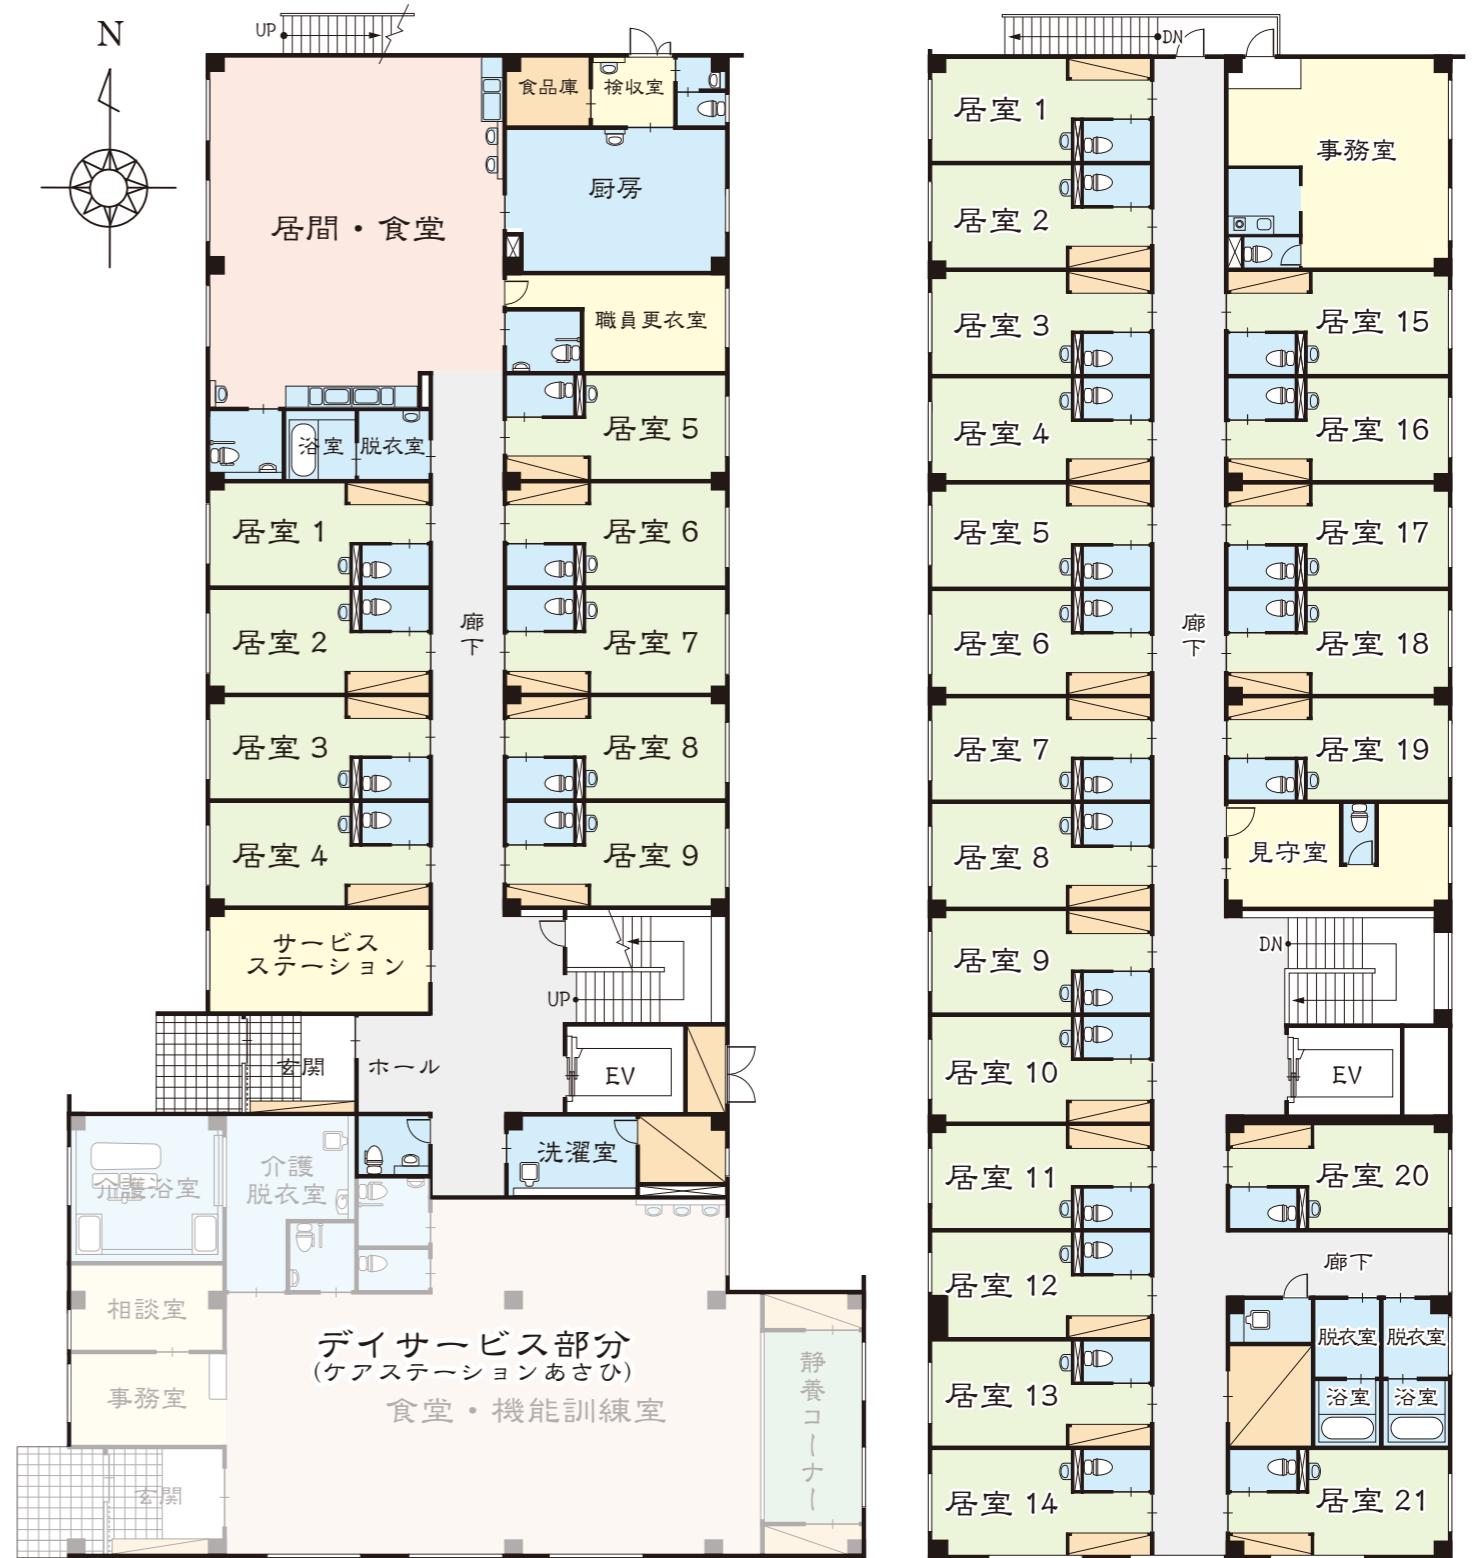 N
UP
食品庫
検収室
厨房
居間・食堂
職員更衣室
浴室
脱衣室
居室 5
居室 1
居室 6
居室 2
廊下
居室 7
居室 3
居室 8
居室 4
居室 9
サービス
ステーション
UP
玄関
ホール
EV
洗濯室
介護浴室
介護
脱衣室
相談室
事務室
玄関
デイサービス部分
(ケアステーションあさひ)
食堂・機能訓練室
静養コーナー
DN
居室 1
事務室
居室 2
居室 3
居室 15
居室 4
居室 16
居室 5
居室 17
居室 6
廊下
居室 18
居室 7
居室 19
居室 8
見守室
居室 9
DN
居室 10
EV
居室 11
居室 20
居室 12
廊下
脱衣室
脱衣室
居室 13
浴室
浴室
居室 14
居室 21